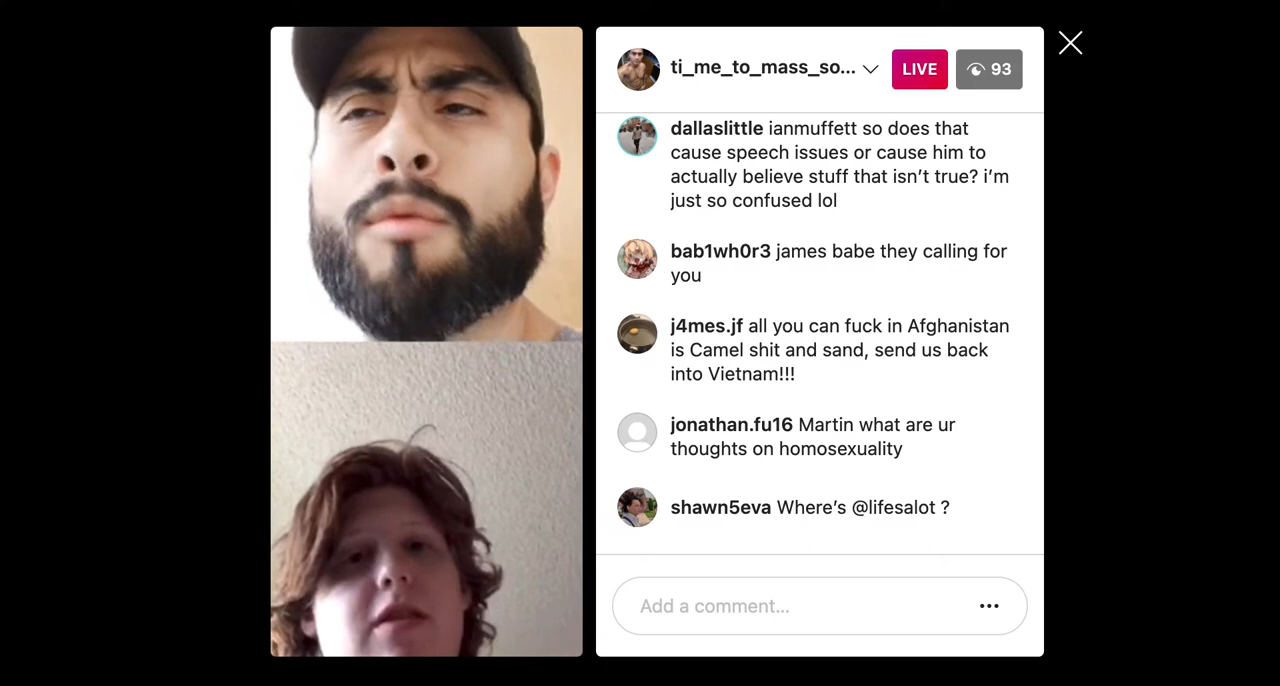 ti_me_to_mass_so...
LIVE
93
dallaslittle ianmuffett so does that
cause speech issues or cause him to
actually believe stuff that isn't true? i'm
just so confused lol
bab1wh0r3 james babe they calling for
you
j4mes.jf all you can fuck in Afghanistan
is Camel shit and sand, send us back
into Vietnam!!!
jonathan.fu16 Martin what are ur
thoughts on homosexuality
shawn5eva Where's @lifesalot ?
Add a comment...